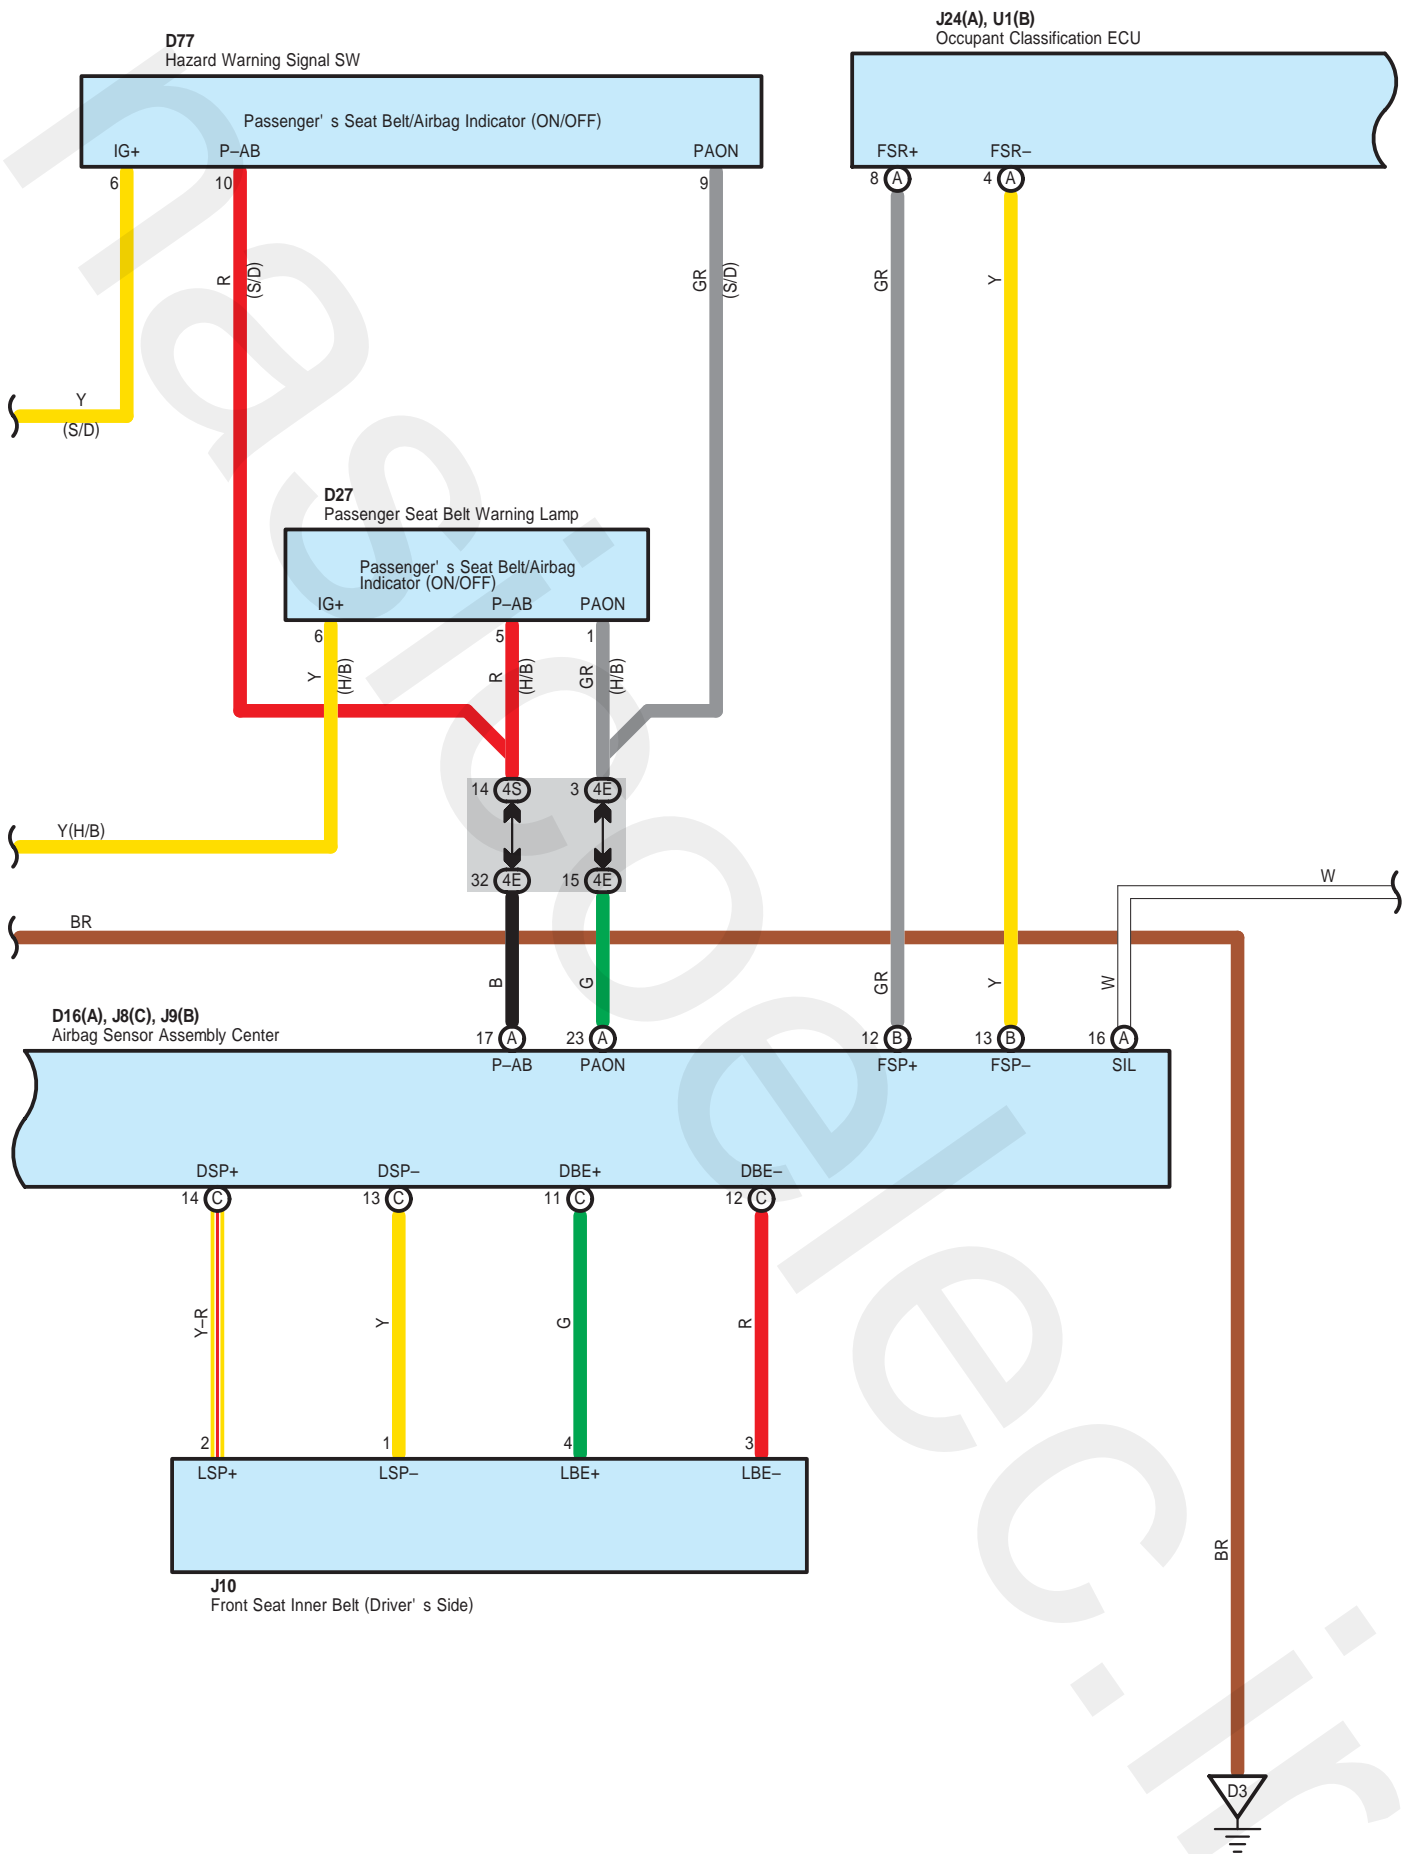 J24(A), U1(B)
Occupant Classification ECU
D77
Hazard Warning Signal SW
Passenger' s Seat Belt/Airbag Indicator (ON/OFF)
IG+ P–AB PAON
FSR+ FSR–
6 10 9
8 A 4 A
R (S/D)
GR (S/D)
GR
Y
Y
(S/D)
D27
Passenger Seat Belt Warning Lamp
Passenger' s Seat Belt/Airbag
Indicator (ON/OFF)
IG+ P–AB PAON
6 5 1
Y (H/B)
R (H/B)
GR (H/B)
14 4S 3 4E
Y(H/B)
32 4E 15 4E
W
BR
B
G
GR
Y
W
D16(A), J8(C), J9(B)
Airbag Sensor Assembly Center
17 A 23 A 12 B 13 B 16 A
P–AB PAON FSP+ FSP– SIL
DSP+ DSP– DBE+ DBE–
14 C 13 C 11 C 12 C
Y–R
Y
G
R
2 1 4 3
LSP+ LSP– LBE+ LBE–
BR
J10
Front Seat Inner Belt (Driver' s Side)
D3
hasicoelec.ir